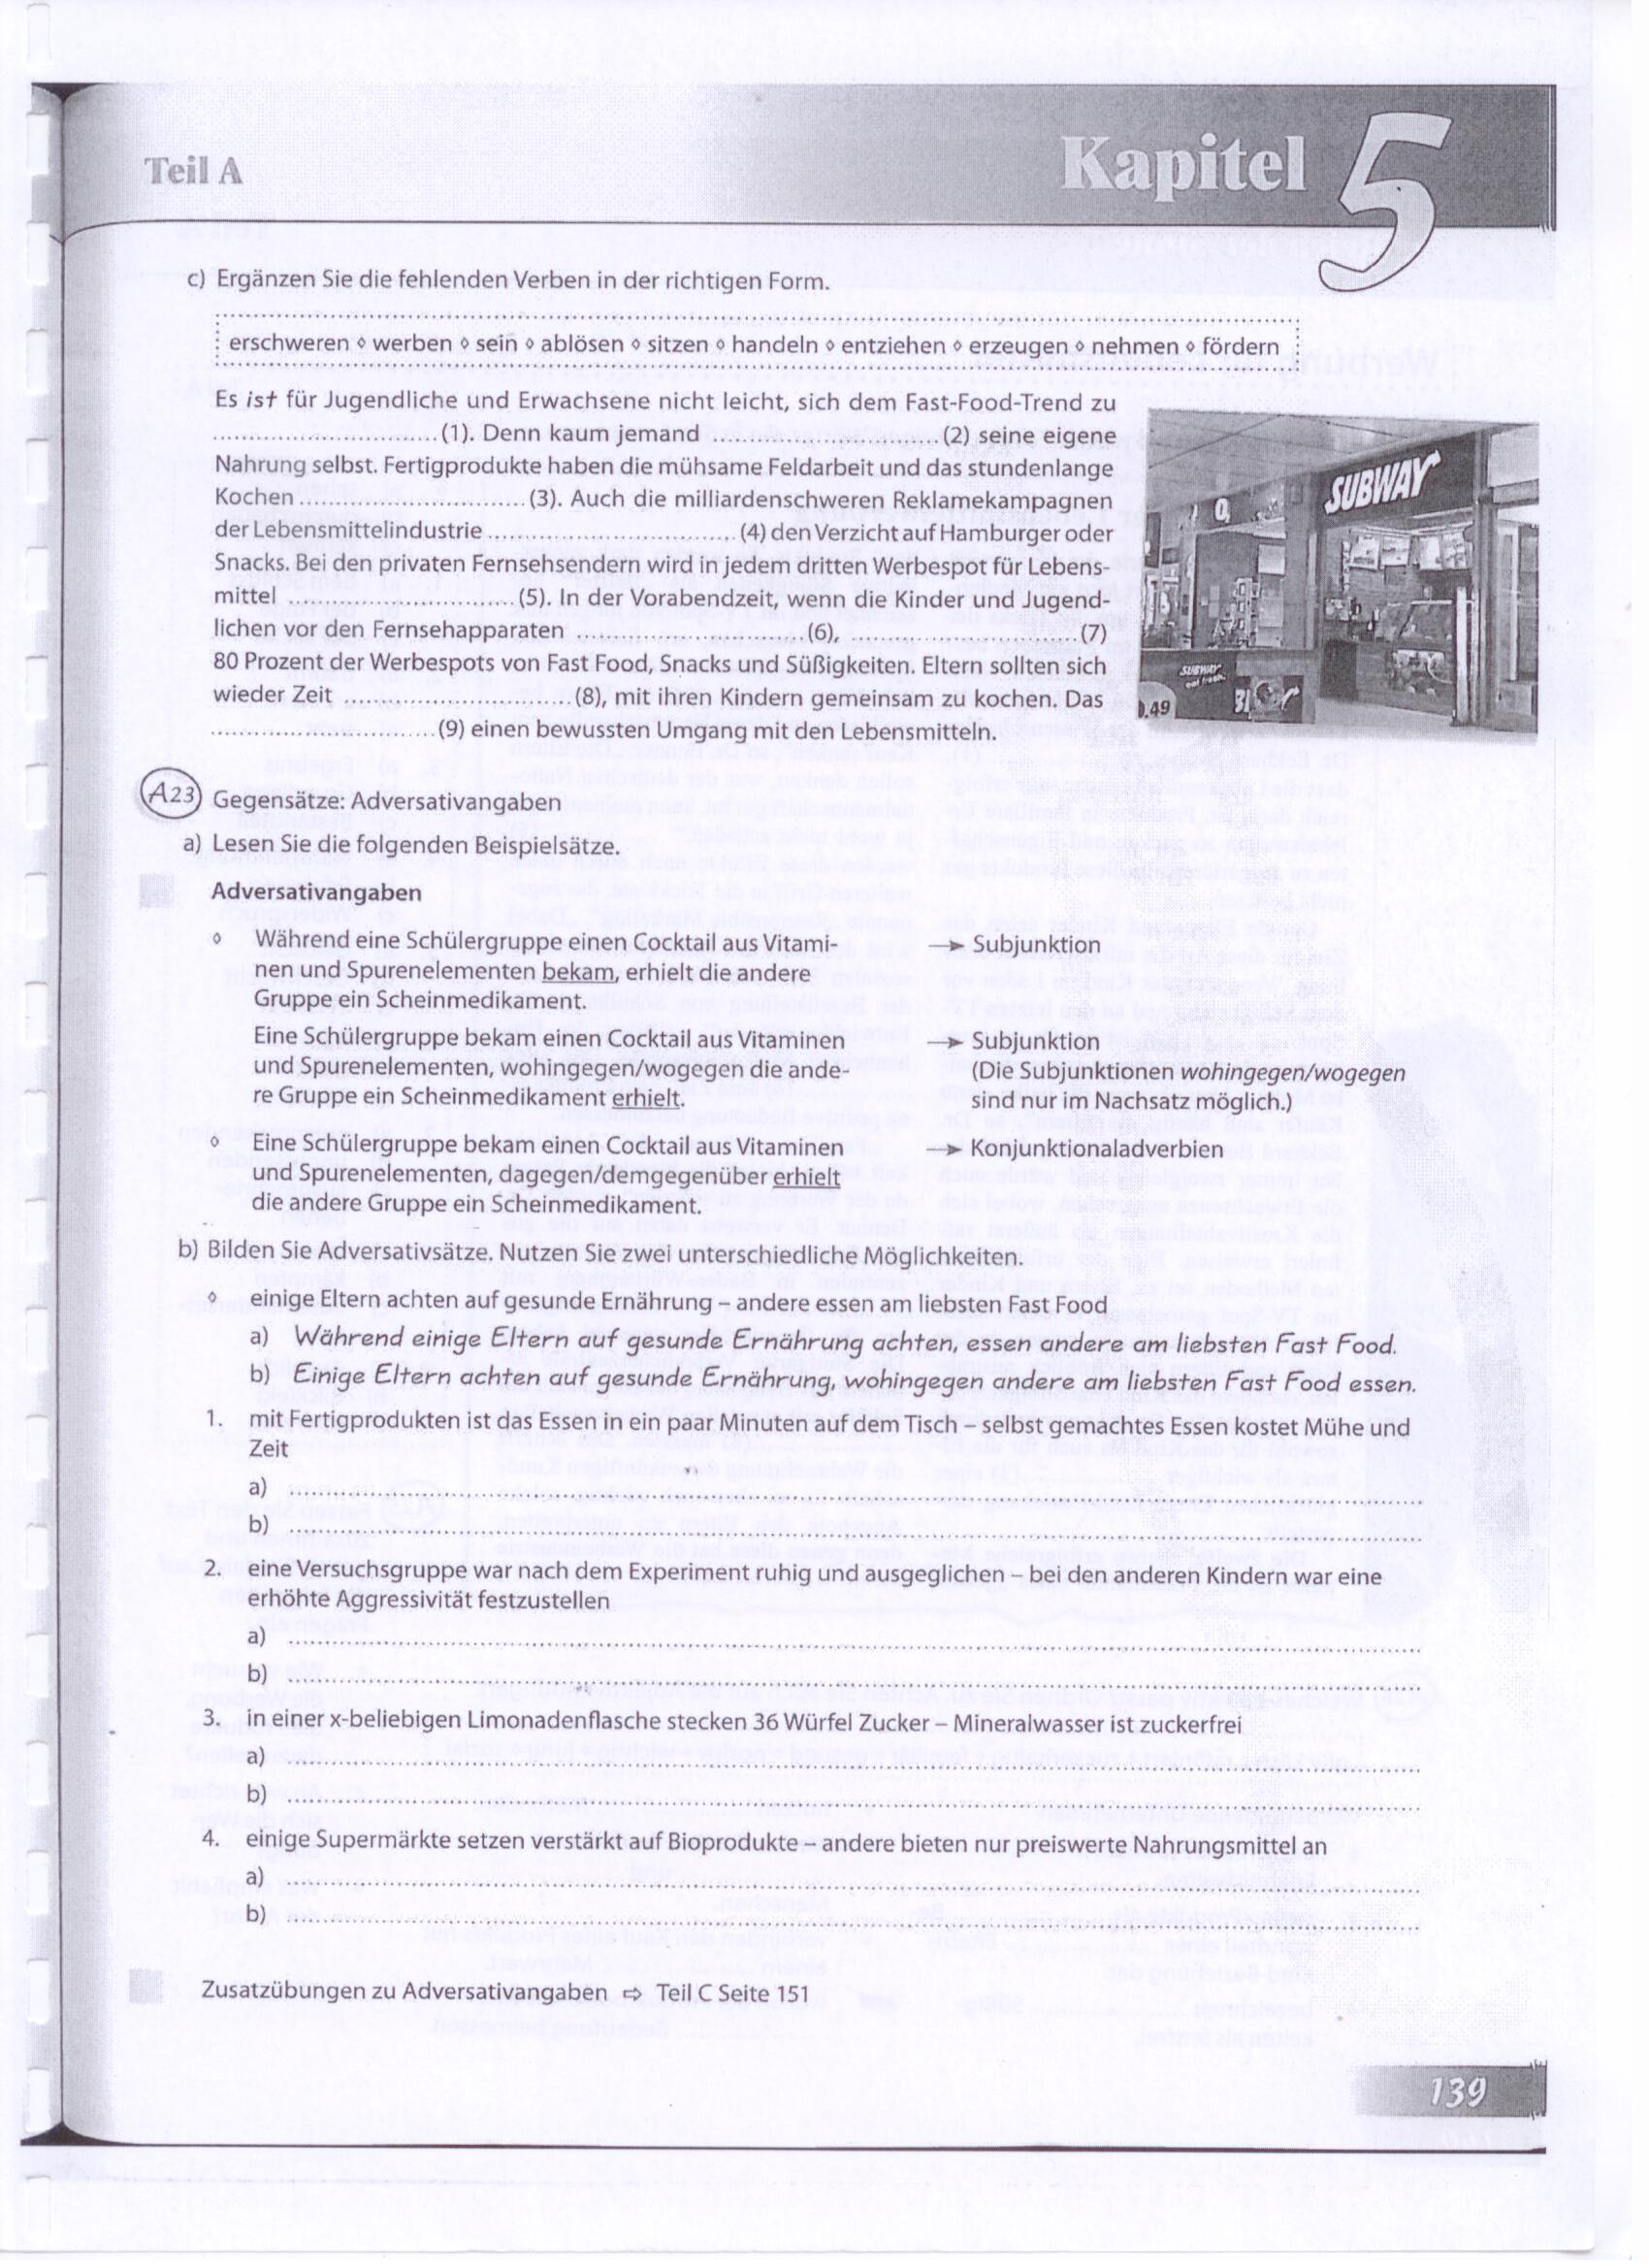 Teil A
Kapitel 5
c) Ergänzen Sie die fehlenden Verben in der richtigen Form.
erschweren ◊ werben ◊ sein ◊ ablösen ◊ sitzen ◊ handeln ◊ entziehen ◊ erzeugen ◊ nehmen ◊ fördern
Es ist für Jugendliche und Erwachsene nicht leicht, sich dem Fast-Food-Trend zu
............................ (1). Denn kaum jemand ............................ (2) seine eigene
Nahrung selbst. Fertigprodukte haben die mühsame Feldarbeit und das stundenlange
Kochen ............................ (3). Auch die milliardenschweren Reklamekampagnen
der Lebensmittelindustrie ............................ (4) den Verzicht auf Hamburger oder
Snacks. Bei den privaten Fernsehsendern wird in jedem dritten Werbespot für Lebens-
mittel ............................ (5). In der Vorabendzeit, wenn die Kinder und Jugend-
lichen vor den Fernsehapparaten ............................ (6), ............................ (7)
80 Prozent der Werbespots von Fast Food, Snacks und Süßigkeiten. Eltern sollten sich
wieder Zeit ............................ (8), mit ihren Kindern gemeinsam zu kochen. Das
............................ (9) einen bewussten Umgang mit den Lebensmitteln.
SUBWAY
SUBWAY
eat fresh.
.49
A23 Gegensätze: Adversativangaben
a) Lesen Sie die folgenden Beispielsätze.
Adversativangaben
◊ Während eine Schülergruppe einen Cocktail aus Vitami- → Subjunktion
nen und Spurenelementen bekam, erhielt die andere
Gruppe ein Scheinmedikament.
Eine Schülergruppe bekam einen Cocktail aus Vitaminen → Subjunktion
und Spurenelementen, wohingegen/wogegen die ande- (Die Subjunktionen wohingegen/wogegen
re Gruppe ein Scheinmedikament erhielt. sind nur im Nachsatz möglich.)
◊ Eine Schülergruppe bekam einen Cocktail aus Vitaminen → Konjunktionaladverbien
und Spurenelementen, dagegen/demgegenüber erhielt
die andere Gruppe ein Scheinmedikament.
b) Bilden Sie Adversativsätze. Nutzen Sie zwei unterschiedliche Möglichkeiten.
◊ einige Eltern achten auf gesunde Ernährung – andere essen am liebsten Fast Food
a) Während einige Eltern auf gesunde Ernährung achten, essen andere am liebsten Fast Food.
b) Einige Eltern achten auf gesunde Ernährung, wohingegen andere am liebsten Fast Food essen.
1. mit Fertigprodukten ist das Essen in ein paar Minuten auf dem Tisch – selbst gemachtes Essen kostet Mühe und
Zeit
a) ............................
b) ............................
2. eine Versuchsgruppe war nach dem Experiment ruhig und ausgeglichen – bei den anderen Kindern war eine
erhöhte Aggressivität festzustellen
a) ............................
b) ............................
3. in einer x-beliebigen Limonadenflasche stecken 36 Würfel Zucker – Mineralwasser ist zuckerfrei
a) ............................
b) ............................
4. einige Supermärkte setzen verstärkt auf Bioprodukte – andere bieten nur preiswerte Nahrungsmittel an
a) ............................
b) ............................
Zusatzübungen zu Adversativangaben ⇨ Teil C Seite 151
139